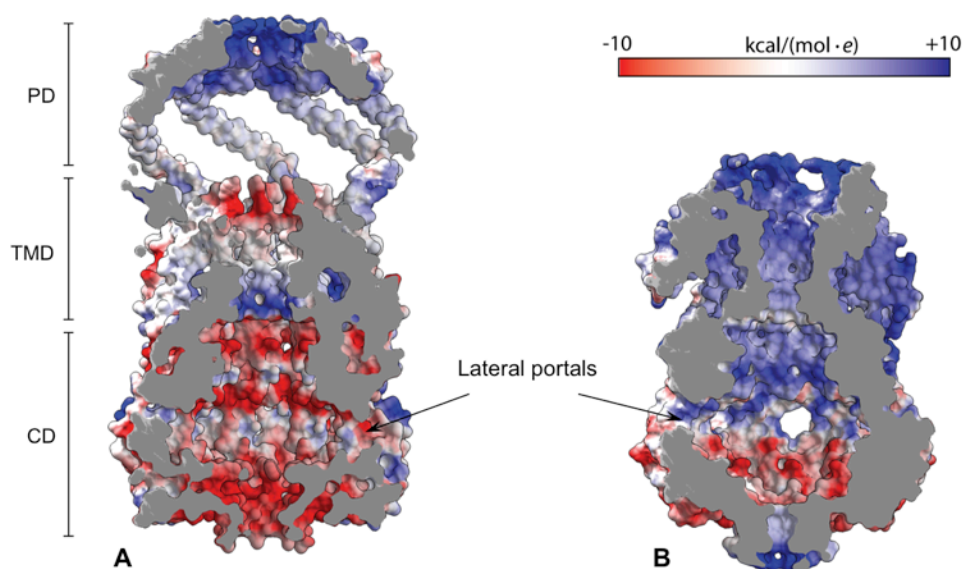 -10 kcal/(mol · e) +10
PD
TMD
Lateral portals
CD
A
B